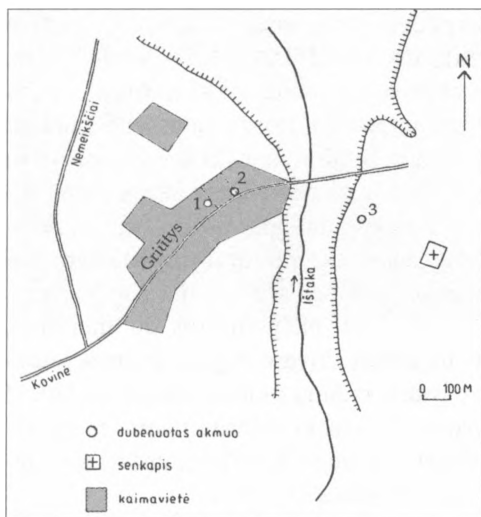 N
Nemeikščiai
1
2
3
Griūtys
Ištaka
Kovinė
0 100 M
dubenuotas akmuo
senkapis
kaimavietė